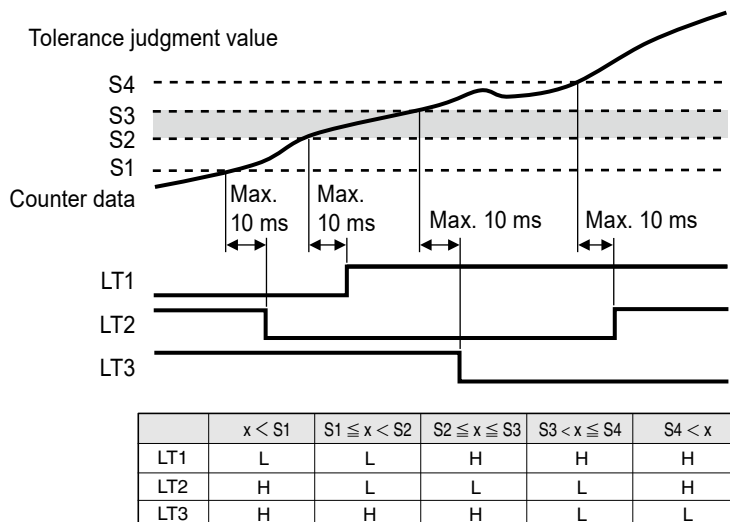 Tolerance judgment value
S4
S3
S2
S1
Counter data
Max. 10 ms
Max. 10 ms
Max. 10 ms
Max. 10 ms
LT1
LT2
LT3
x < S1 S1 ≦ x < S2 S2 ≦ x ≦ S3 S3 < x ≦ S4 S4 < x
LT1 L L H H H
LT2 H L L L H
LT3 H H H L L